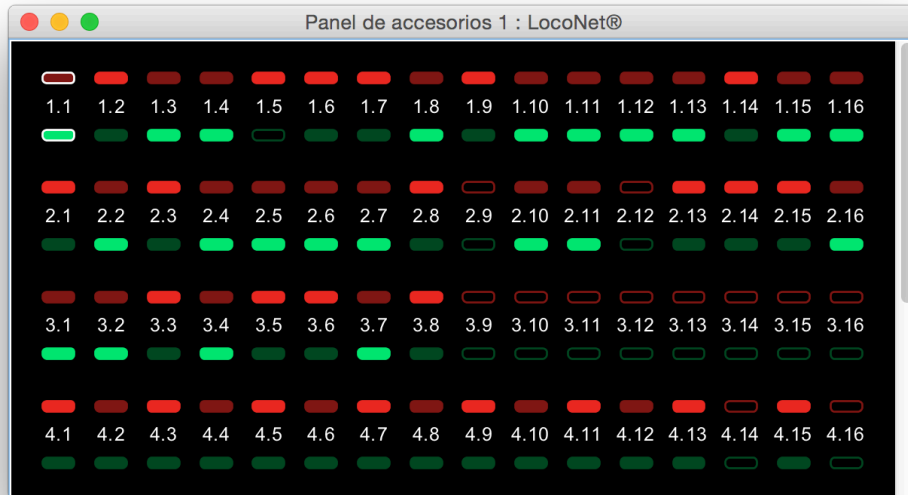 Panel de accesorios 1 : LocoNet®
1.1 1.2 1.3 1.4 1.5 1.6 1.7 1.8 1.9 1.10 1.11 1.12 1.13 1.14 1.15 1.16
2.1 2.2 2.3 2.4 2.5 2.6 2.7 2.8 2.9 2.10 2.11 2.12 2.13 2.14 2.15 2.16
3.1 3.2 3.3 3.4 3.5 3.6 3.7 3.8 3.9 3.10 3.11 3.12 3.13 3.14 3.15 3.16
4.1 4.2 4.3 4.4 4.5 4.6 4.7 4.8 4.9 4.10 4.11 4.12 4.13 4.14 4.15 4.16